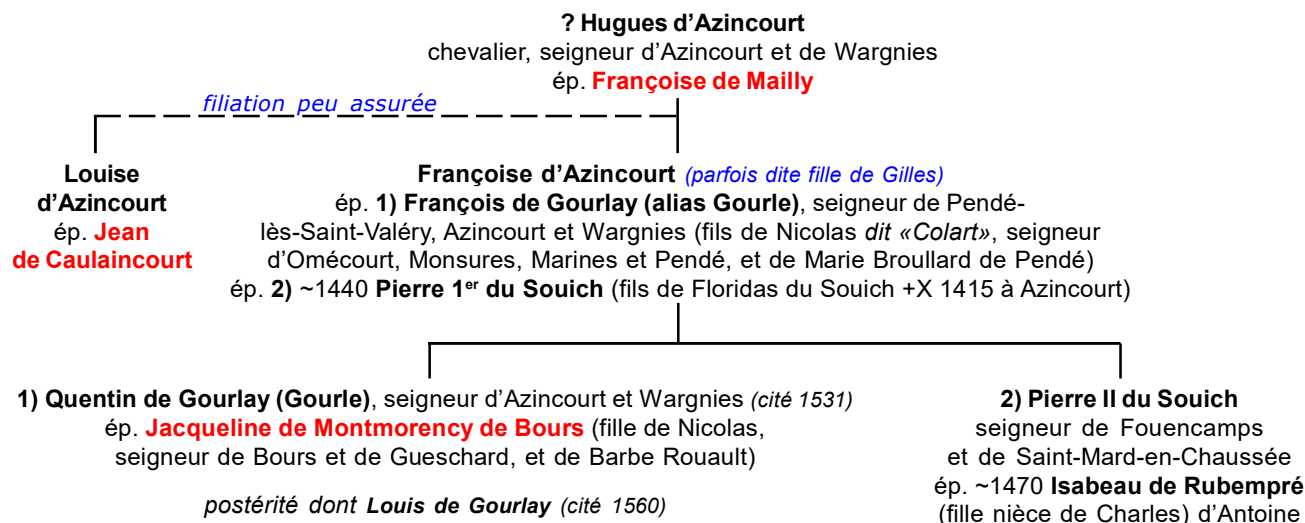 ? Hugues d’Azincourt
chevalier, seigneur d’Azincourt et de Wargnies
ép. Françoise de Mailly
filiation peu assurée
Louise
d’Azincourt
ép. Jean
de Caulaincourt
Françoise d’Azincourt (parfois dite fille de Gilles)
ép. 1) François de Gourlay (alias Gourle), seigneur de Pendé-
lès-Saint-Valéry, Azincourt et Wargnies (fils de Nicolas dit «Colart», seigneur
d’Omécourt, Monsures, Marines et Pendé, et de Marie Broullard de Pendé)
ép. 2) ~1440 Pierre 1er du Souich (fils de Floridas du Souich +X 1415 à Azincourt)
1) Quentin de Gourlay (Gourle), seigneur d’Azincourt et Wargnies (cité 1531)
ép. Jacqueline de Montmorency de Bours (fille de Nicolas,
seigneur de Bours et de Gueschard, et de Barbe Rouault)
postérité dont Louis de Gourlay (cité 1560)
2) Pierre II du Souich
seigneur de Fouencamps
et de Saint-Mard-en-Chaussée
ép. ~1470 Isabeau de Rubempré
(fille nièce de Charles) d’Antoine